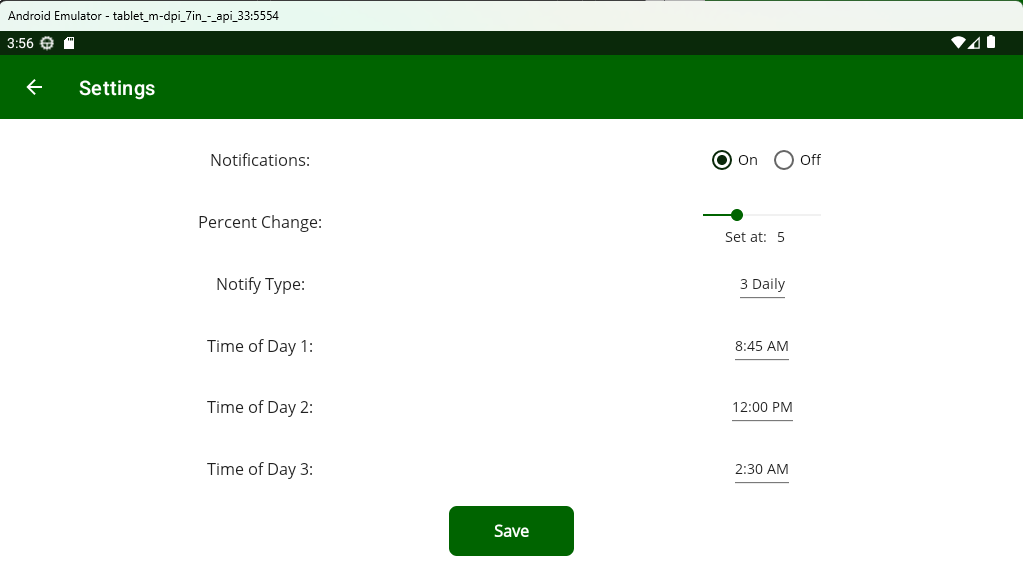 Android Emulator - tablet_m-dpi_7in_-_api_33:5554
3:56
Settings
Notifications: On Off
Percent Change:
Set at: 5
Notify Type: 3 Daily
Time of Day 1: 8:45 AM
Time of Day 2: 12:00 PM
Time of Day 3: 2:30 AM
Save